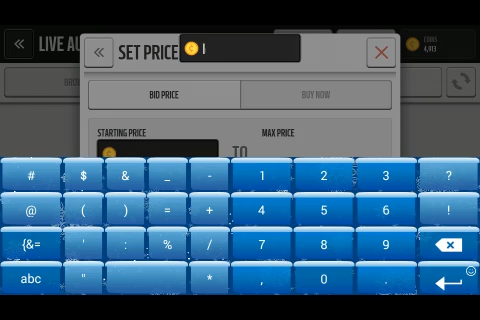 LIVE AU
COINS
4,913
SET PRICE
BID PRICE
BUY NOW
STARTING PRICE
MAX PRICE
TO
# $ & _ - 1 2 3 ?
@ ( ) = + 4 5 6 !
{&= ' : % / 7 8 9
abc " * , 0 .